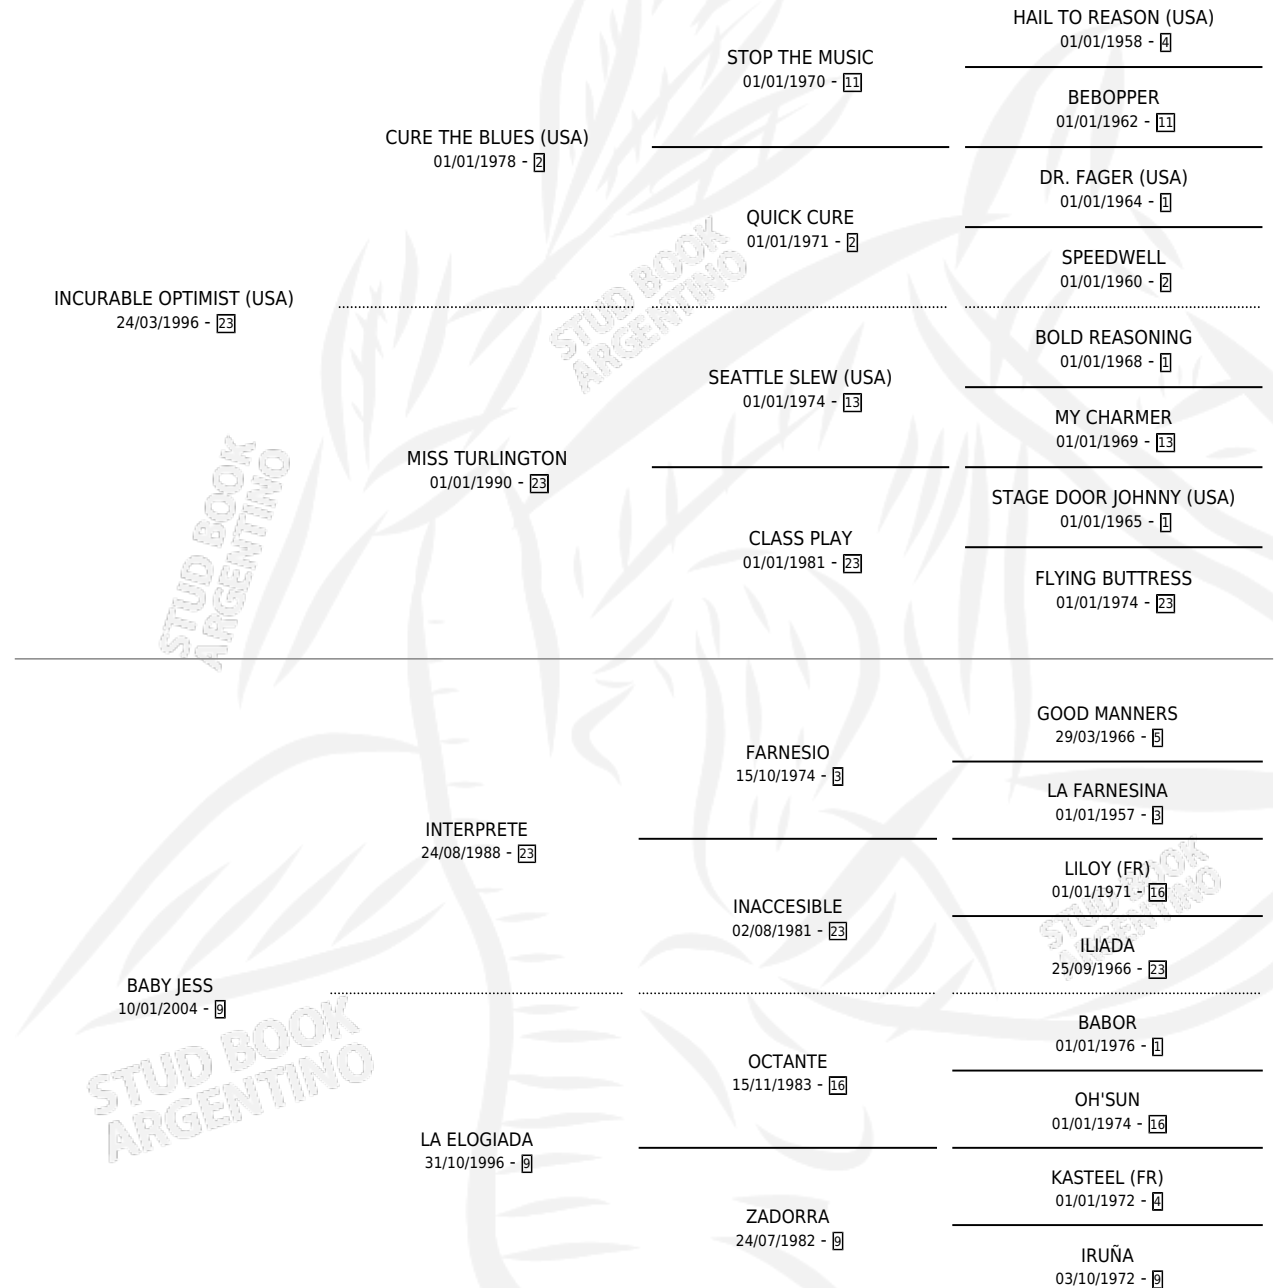 HAIL TO REASON (USA)
01/01/1958 - 4
STOP THE MUSIC
01/01/1970 - 11
BEBOPPER
01/01/1962 - 11
CURE THE BLUES (USA)
01/01/1978 - 2
DR. FAGER (USA)
01/01/1964 - 1
QUICK CURE
01/01/1971 - 2
SPEEDWELL
01/01/1960 - 2
INCURABLE OPTIMIST (USA)
24/03/1996 - 23
BOLD REASONING
01/01/1968 - 1
SEATTLE SLEW (USA)
01/01/1974 - 13
MY CHARMER
01/01/1969 - 13
MISS TURLINGTON
01/01/1990 - 23
STAGE DOOR JOHNNY (USA)
01/01/1965 - 1
CLASS PLAY
01/01/1981 - 23
FLYING BUTTRESS
01/01/1974 - 23
STUD BOOK
ARGENTINO
STUD BOOK
ARGENTINO
GOOD MANNERS
29/03/1966 - 5
FARNESIO
15/10/1974 - 3
LA FARNESINA
01/01/1957 - 3
INTERPRETE
24/08/1988 - 23
LILOY (FR)
01/01/1971 - 16
INACCESIBLE
02/08/1981 - 23
ILIADA
25/09/1966 - 23
STUD BOOK
ARGENTINO
BABY JESS
10/01/2004 - 9
BABOR
01/01/1976 - 1
OCTANTE
15/11/1983 - 16
OH'SUN
01/01/1974 - 16
STUD BOOK
ARGENTINO
LA ELOGIADA
31/10/1996 - 9
KASTEEL (FR)
01/01/1972 - 4
ZADORRA
24/07/1982 - 9
IRUÑA
03/10/1972 - 9